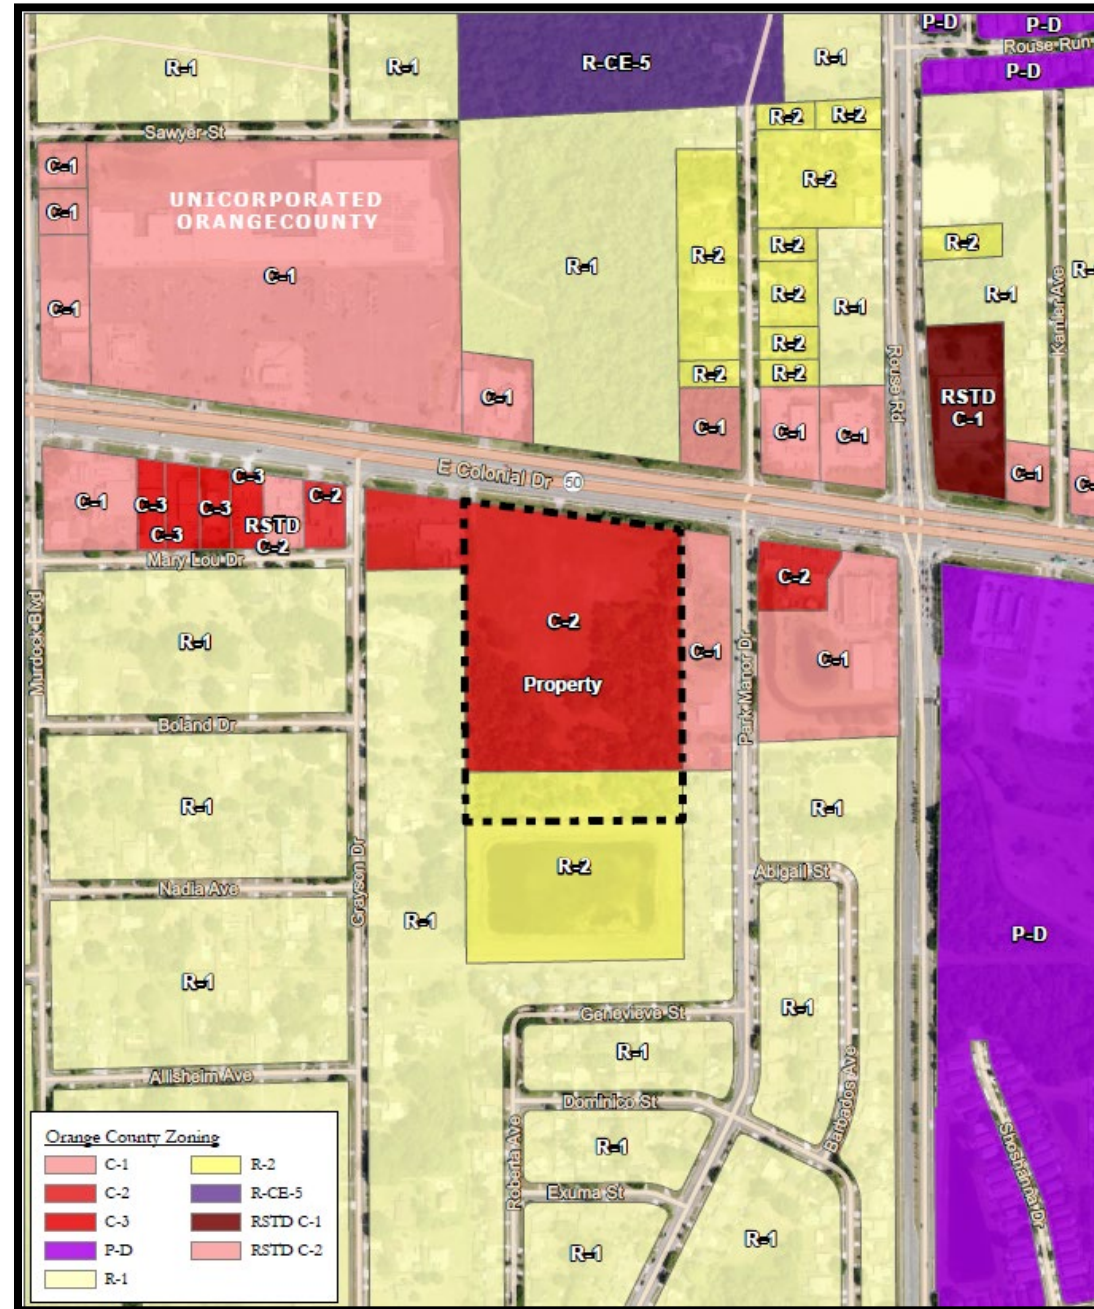 P-D
P-D
Rouse Run
P-D
R-1
R-1
R-CE-5
R-1
R-2
R-2
Sawyer St
C-1
R-2
UNICORPORATED
ORANGECOUNTY
C-1
R-2
R-2
R-2
R-1
C-1
R-1
R-2
R-1
R-
C-1
R-2
Kamler Ave
R-2
Rouse Rd
R-2
R-2
C-1
RSTD
C-1
C-1
C-1
C-1
E Colonial Dr
50
C-1
C-
C-1
C-3
C-3
C-3
C-3
RSTD
C-2
C-2
Mary Lou Dr
Murdock Blvd
R-1
C-2
Property
C-1
Park Manor Dr
C-2
C-1
Boland Dr
R-1
R-1
Nadia Ave
Grayson Dr
R-1
R-2
Abigail St
P-D
R-1
R-1
Genevieve St
R-1
Allisheim Ave
Dominico St
Barbados Ave
Roberta Ave
R-1
Exuma St
R-1
R-1
Shoshanna Dr
Orange County Zoning
C-1
R-2
C-2
R-CE-5
C-3
RSTD C-1
P-D
RSTD C-2
R-1